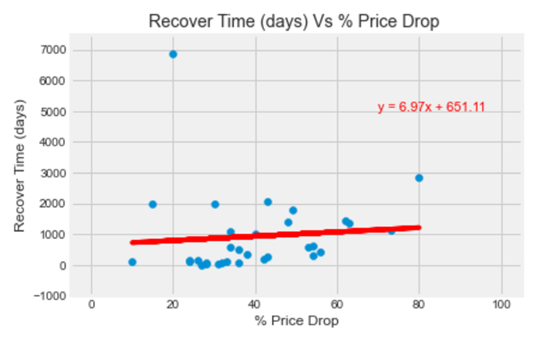 Recover Time (days) Vs % Price Drop
7000
6000
5000
4000
3000
2000
1000
0
−1000
Recover Time (days)
y = 6.97x + 651.11
0 20 40 60 80 100
% Price Drop